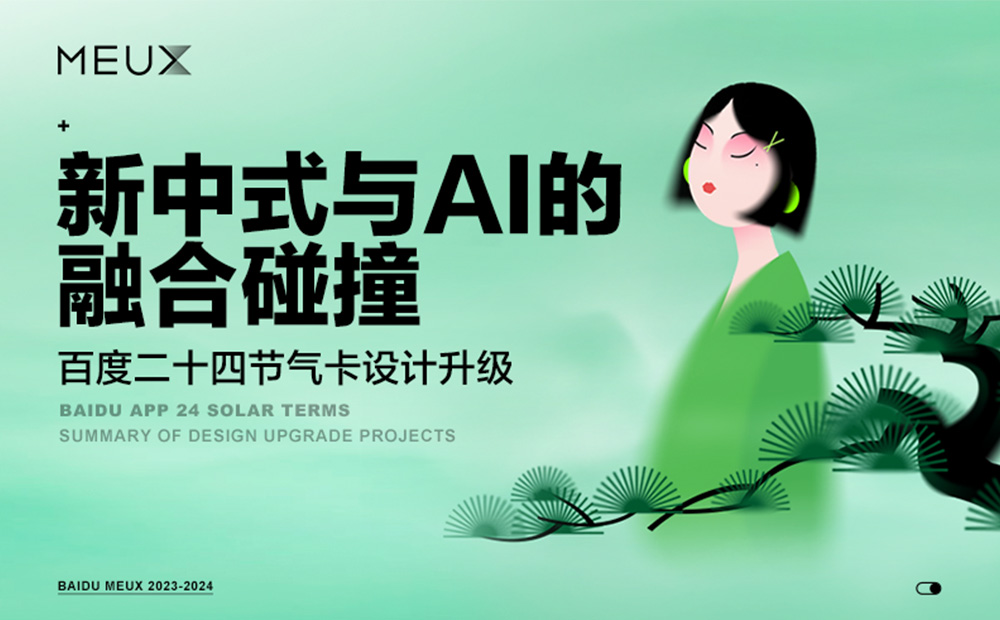 MEUX
+
新中式与AI的
融合碰撞
百度二十四节气卡设计升级
BAIDU APP 24 SOLAR TERMS
SUMMARY OF DESIGN UPGRADE PROJECTS
BAIDU MEUX 2023-2024